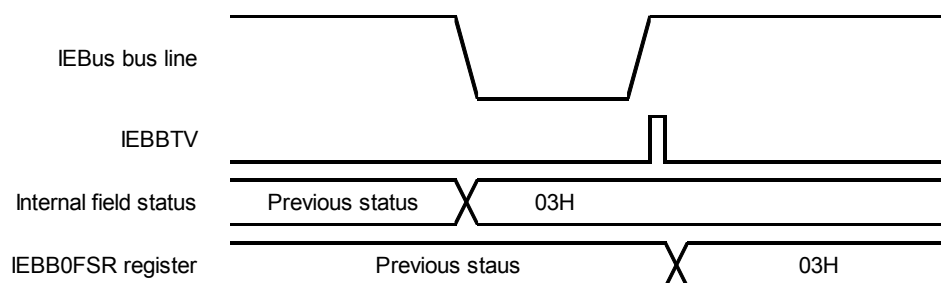 IEBus bus line
IEBBTV
Internal field status Previous status 03H
IEBB0FSR register Previous staus 03H